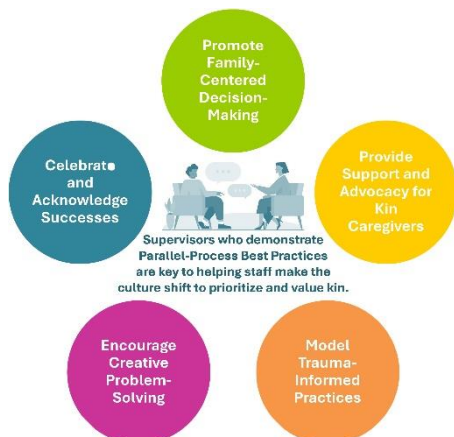 Promote
Family-
Centered
Decision-
Making
Celebrate
and
Acknowledge
Successes
Provide
Support and
Advocacy for
Kin
Caregivers
Supervisors who demonstrate
Parallel-Process Best Practices
are key to helping staff make the
culture shift to prioritize and value kin.
Encourage
Creative
Problem-
Solving
Model
Trauma-
Informed
Practices